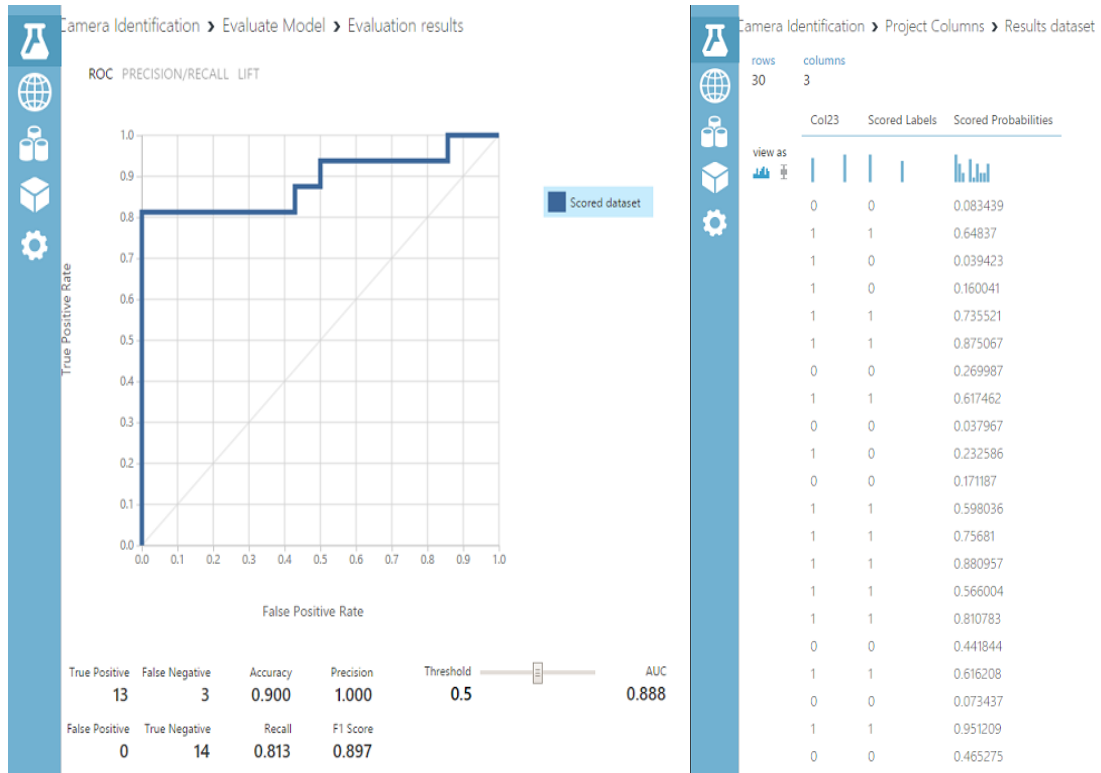 Camera Identification > Evaluate Model > Evaluation results
ROC PRECISION/RECALL LIFT
1.0
0.9
0.8
0.7
0.6
0.5
0.4
0.3
0.2
0.1
0.0
True Positive Rate
0.0 0.1 0.2 0.3 0.4 0.5 0.6 0.7 0.8 0.9 1.0
False Positive Rate
Scored dataset
True Positive False Negative Accuracy Precision Threshold AUC
13 3 0.900 1.000 0.5 0.888
False Positive True Negative Recall F1 Score
0 14 0.813 0.897
Camera Identification > Project Columns > Results dataset
rows columns
30 3
Col23 Scored Labels Scored Probabilities
view as
0 0 0.083439
1 1 0.64837
1 0 0.039423
1 0 0.160041
1 1 0.735521
1 1 0.875067
0 0 0.269987
1 1 0.617462
0 0 0.037967
1 0 0.232586
0 0 0.171187
1 1 0.598036
1 1 0.75681
1 1 0.880957
1 1 0.566004
1 1 0.810783
0 0 0.441844
1 1 0.616208
0 0 0.073437
1 1 0.951209
0 0 0.465275